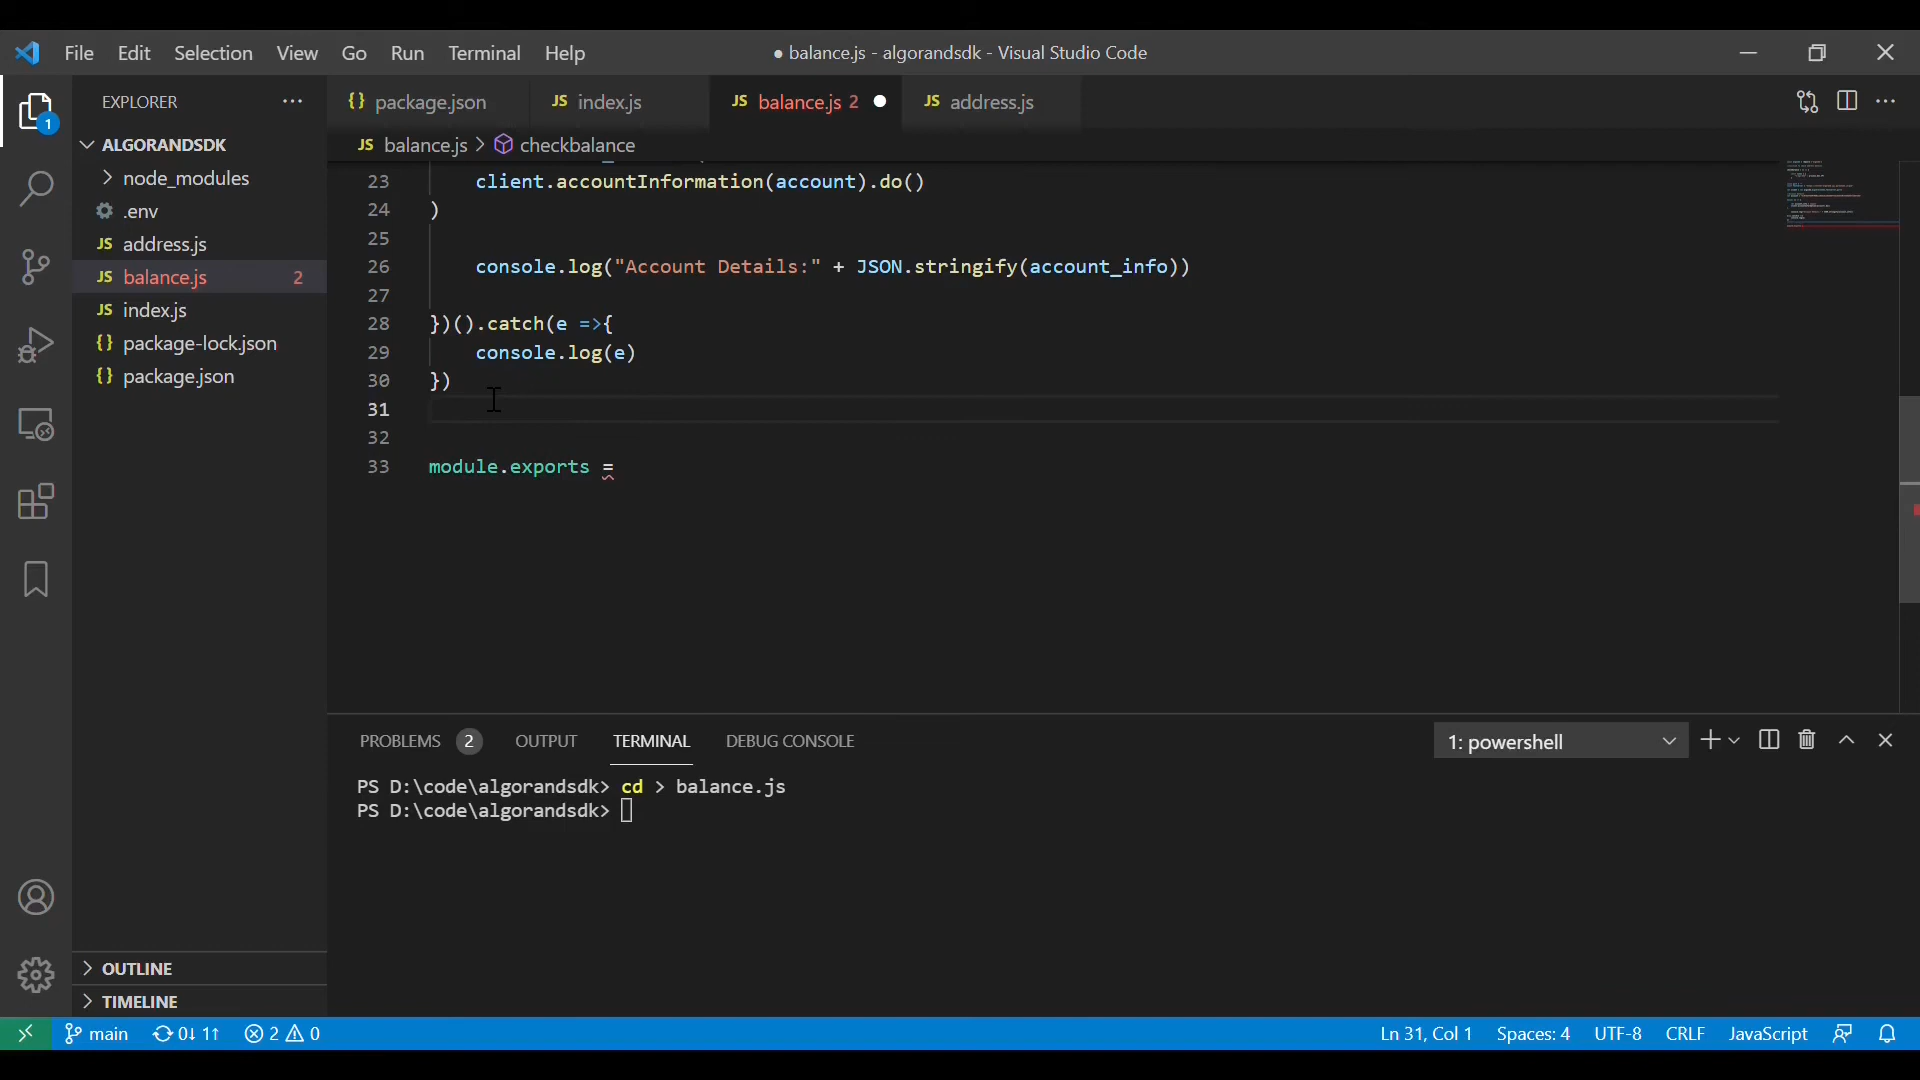 File Edit Selection View Go Run Terminal Help
● balance.js - algorandsdk - Visual Studio Code
EXPLORER
{} package.json
JS index.js
JS balance.js 2 ●
JS address.js
1
ALGORANDSDK
JS balance.js > checkbalance
node_modules
.env
JS address.js
JS balance.js 2
JS index.js
{} package-lock.json
{} package.json
23 client.accountInformation(account).do()
24 )
25
26 console.log("Account Details:" + JSON.stringify(account_info))
27
28 })().catch(e =>{
29 console.log(e)
30 })
31
32
33 module.exports =
PROBLEMS 2 OUTPUT TERMINAL DEBUG CONSOLE
1: powershell
PS D:\code\algorandsdk> cd > balance.js
PS D:\code\algorandsdk>
OUTLINE
TIMELINE
main 0↓ 1↑ 2 0
Ln 31, Col 1 Spaces: 4 UTF-8 CRLF JavaScript